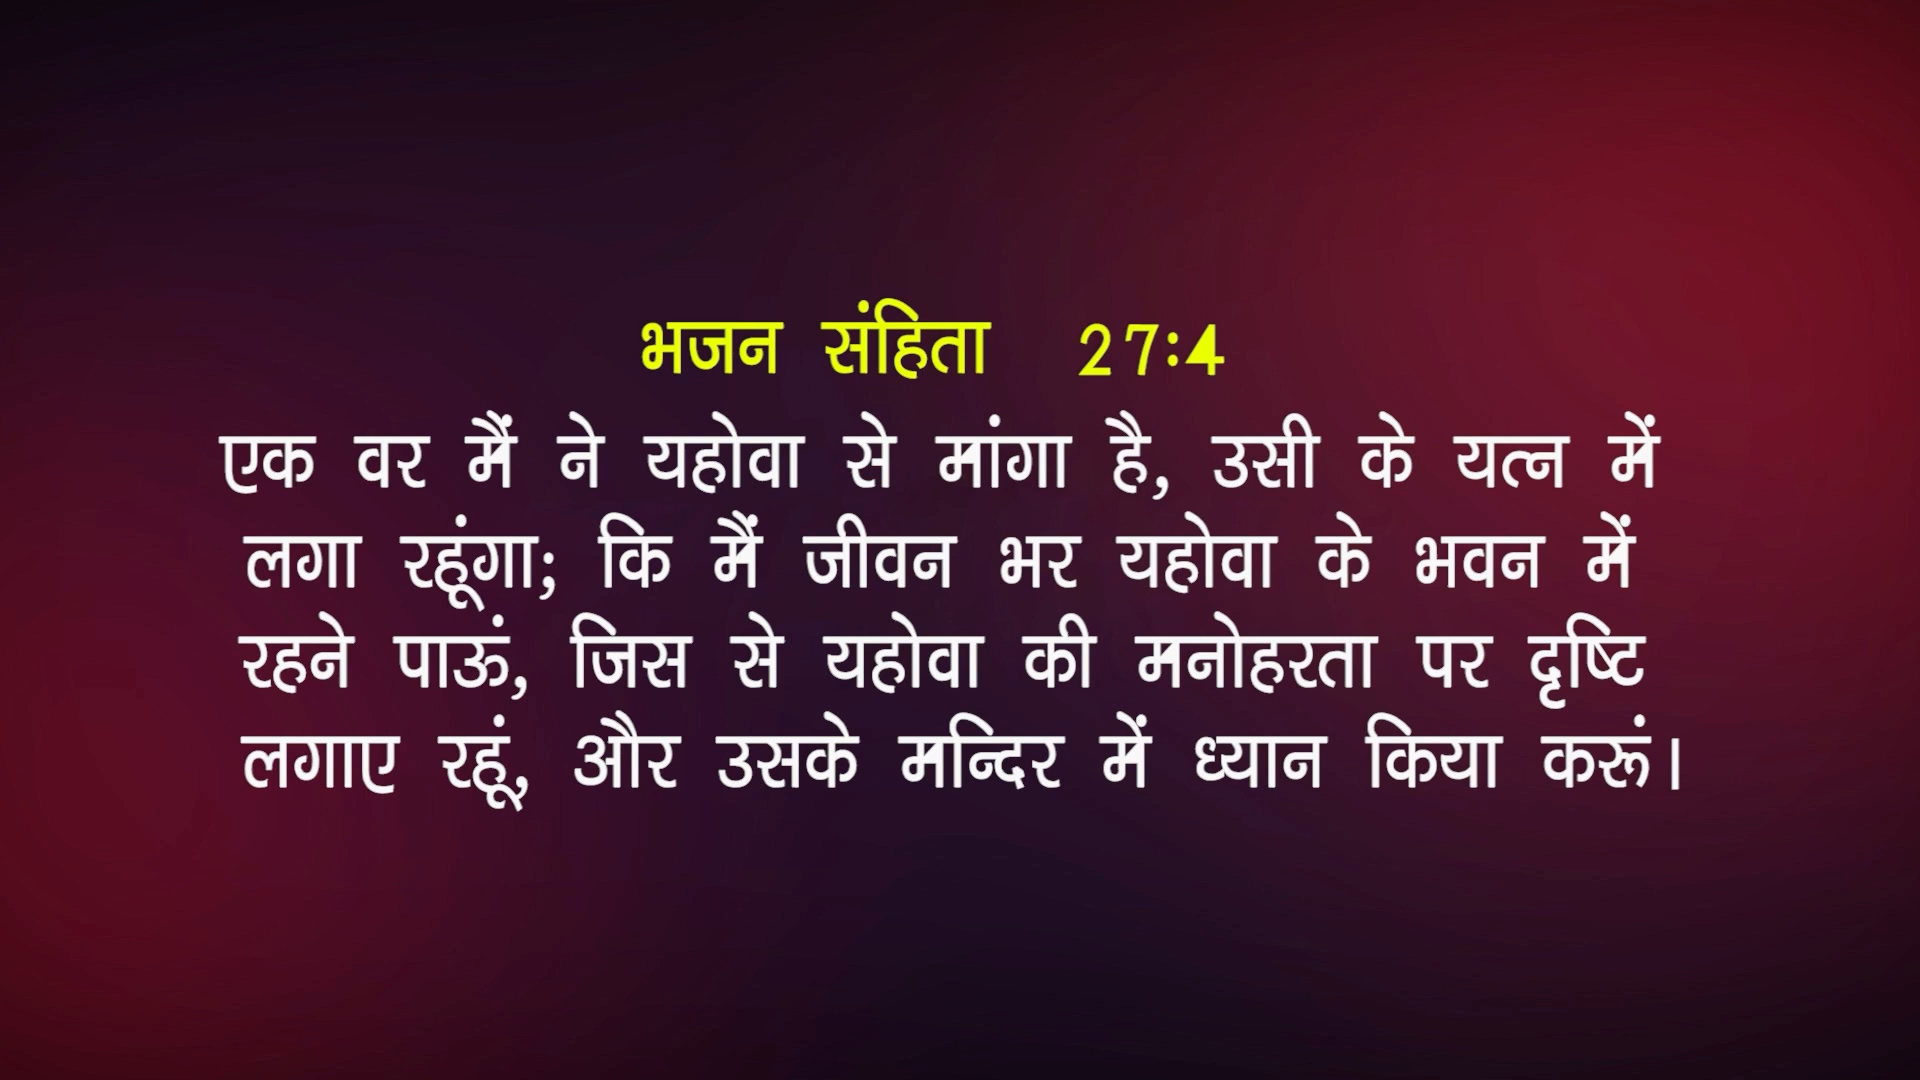 भजन संहिता 27:4
एक वर मैं ने यहोवा से मांगा है, उसी के यत्न में
लगा रहूंगा; कि मैं जीवन भर यहोवा के भवन में
रहने पाऊं, जिस से यहोवा की मनोहरता पर दृष्टि
लगाए रहूं, और उसके मन्दिर में ध्यान किया करूं।